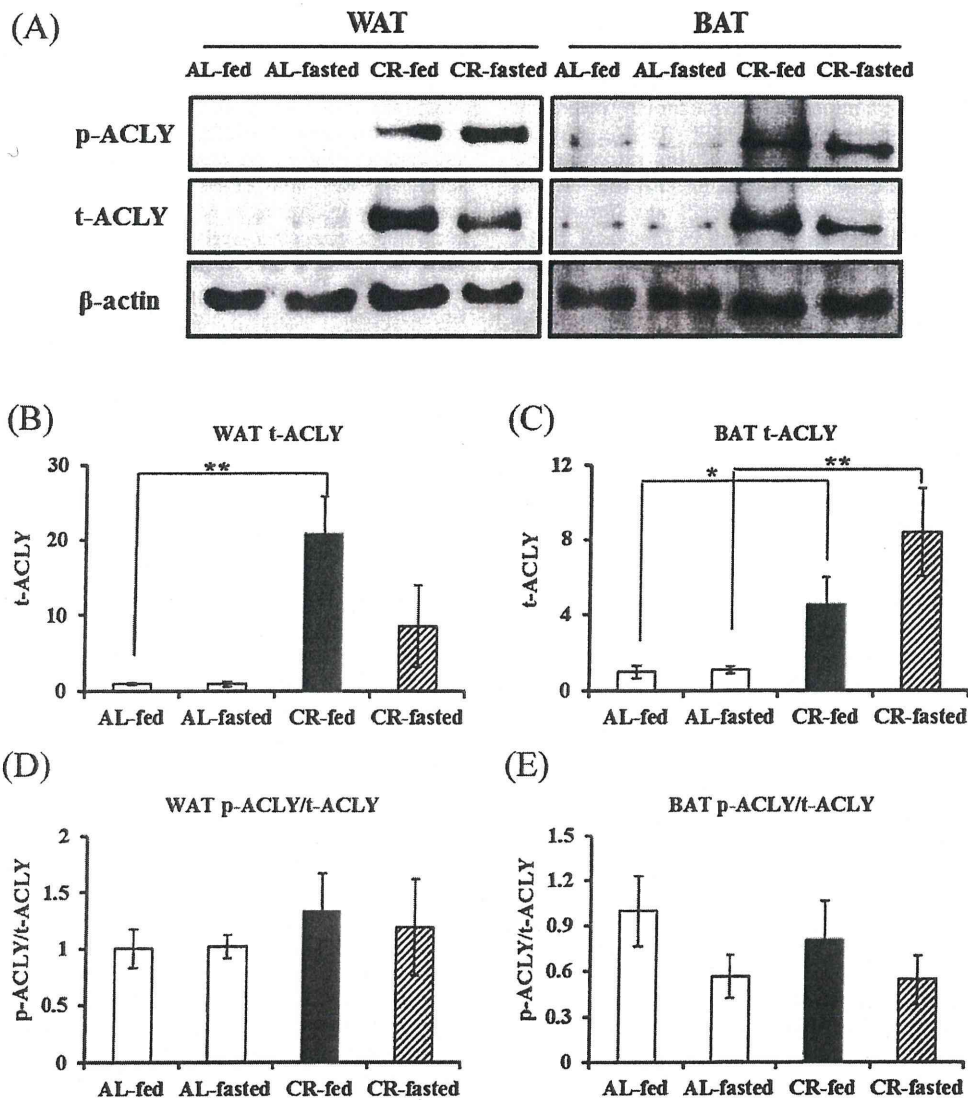 (A)
WAT BAT
AL-fed AL-fasted CR-fed CR-fasted AL-fed AL-fasted CR-fed CR-fasted
p-ACLY
t-ACLY
β-actin
(B)
WAT t-ACLY
t-ACLY
30
**
20
10
0
AL-fed AL-fasted CR-fed CR-fasted
(C)
BAT t-ACLY
t-ACLY
12
* **
8
4
0
AL-fed AL-fasted CR-fed CR-fasted
(D)
WAT p-ACLY/t-ACLY
p-ACLY/t-ACLY
2
1.5
1
0.5
0
AL-fed AL-fasted CR-fed CR-fasted
(E)
BAT p-ACLY/t-ACLY
p-ACLY/t-ACLY
1.5
1.2
0.9
0.6
0.3
0
AL-fed AL-fasted CR-fed CR-fasted